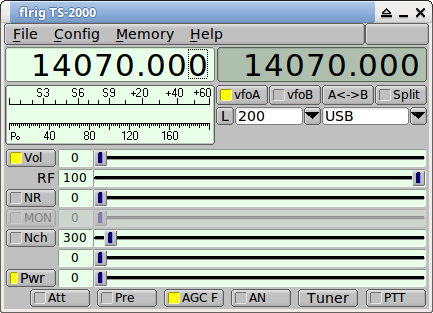 flrig TS-2000
File Config Memory Help
14070.000 14070.000
S3 S6 S9 +20 +40 +60
Po 40 80 120 160
vfoA vfoB A<->B Split
L 200 USB
Vol 0
RF 100
NR 0
MON 0
Nch 300
0
Pwr 0
Att Pre AGC F AN Tuner PTT